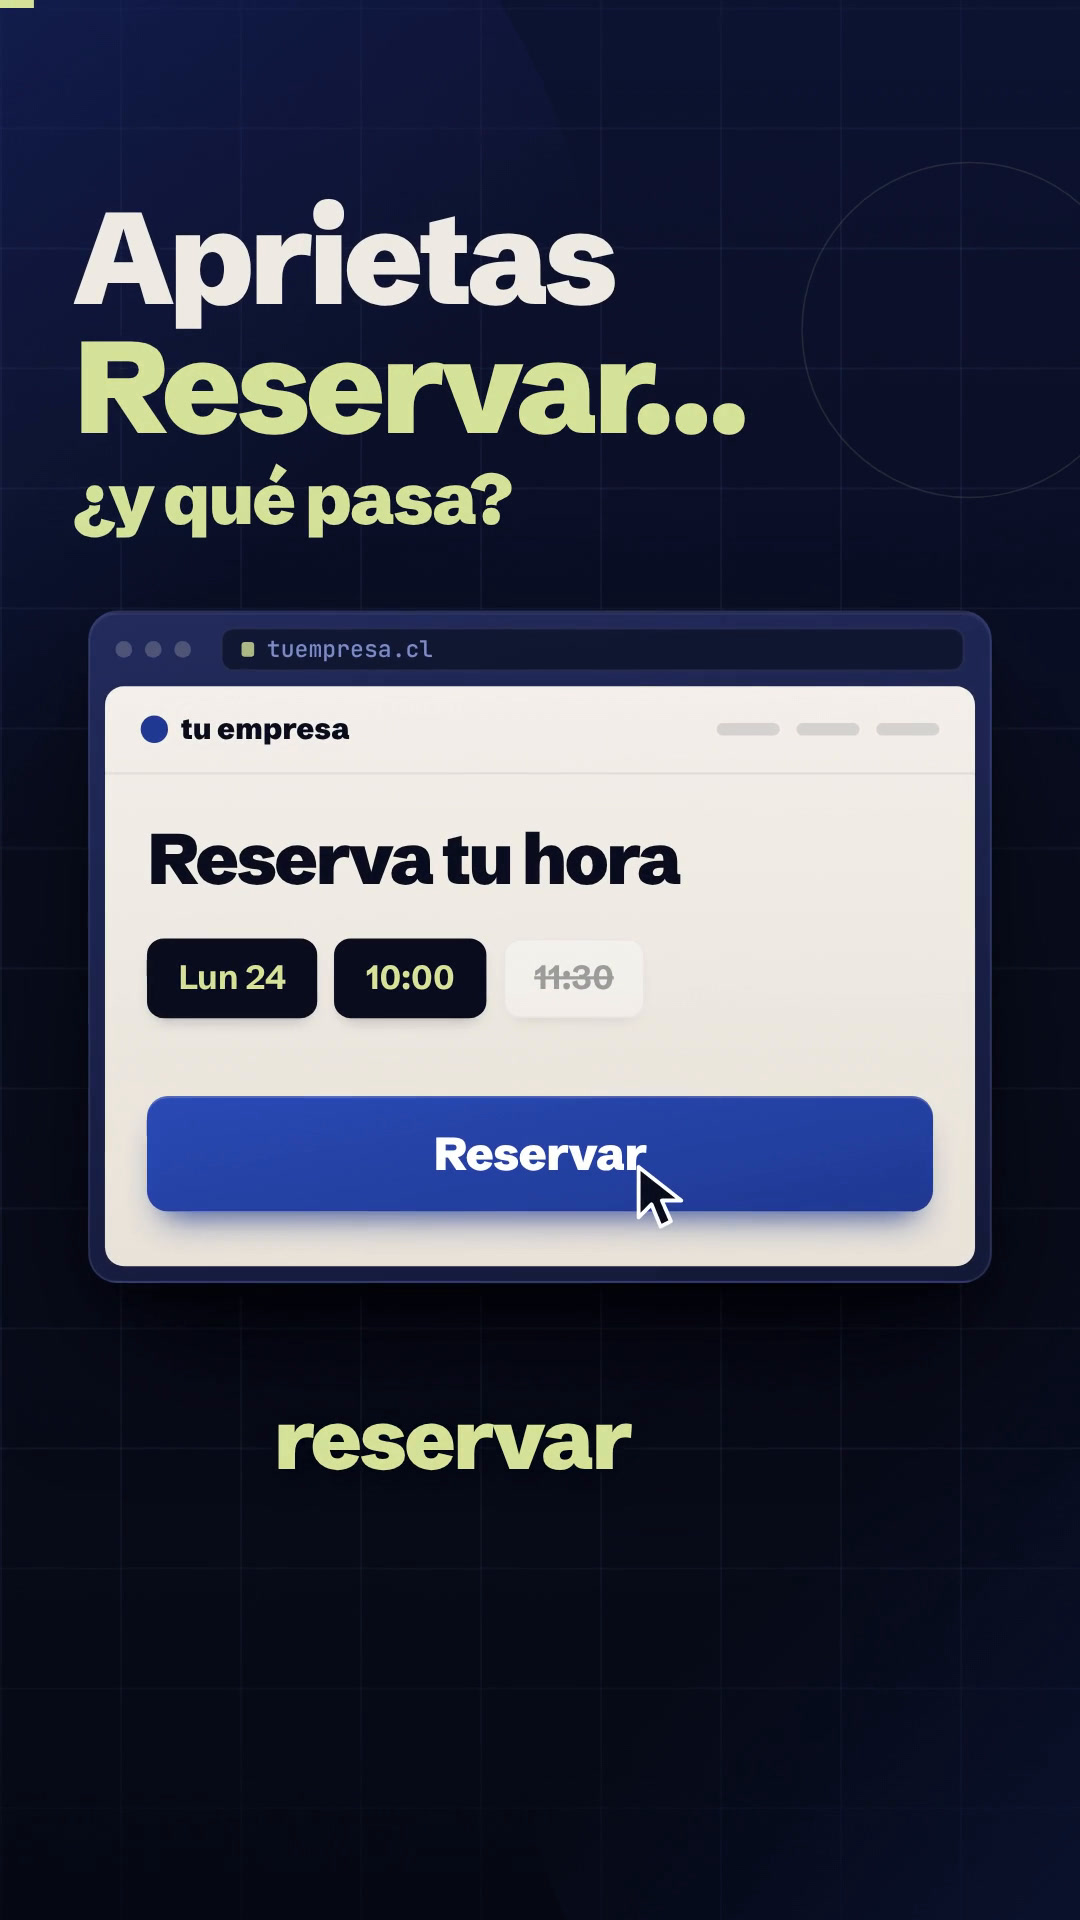 Aprietas
Reservar...
¿y qué pasa?
tuempresa.cl
tu empresa
Reserva tu hora
Lun 24 10:00 11:30
Reservar
reservar